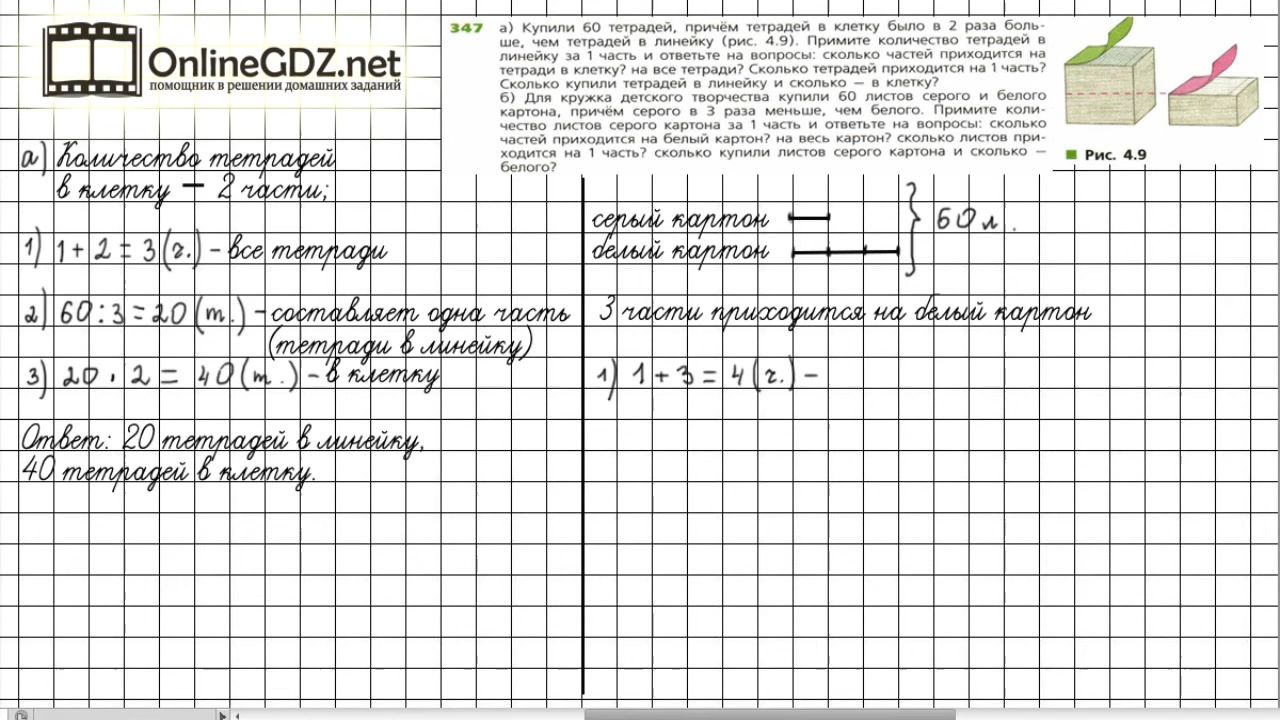 OnlineGDZ.net
помощник в решении домашних заданий
347 а) Купили 60 тетрадей, причём тетрадей в клетку было в 2 раза боль-
ше, чем тетрадей в линейку (рис. 4.9). Примите количество тетрадей в
линейку за 1 часть и ответьте на вопросы: сколько частей приходится на
тетради в клетку? на все тетради? Сколько тетрадей приходится на 1 часть?
Сколько купили тетрадей в линейку и сколько — в клетку?
б) Для кружка детского творчества купили 60 листов серого и белого
картона, причём серого в 3 раза меньше, чем белого. Примите коли-
чество листов серого картона за 1 часть и ответьте на вопросы: сколько
частей приходится на белый картон? на весь картон? сколько листов при-
ходится на 1 часть? сколько купили листов серого картона и сколько —
белого?
Рис. 4.9
а) Количество тетрадей
в клетку — 2 части;
1) 1 + 2 = 3 (ч.) - все тетради
2) 60 : 3 = 20 (т.) - составляет одна часть
(тетради в линейку)
3) 20 · 2 = 40 (т.) - в клетку
Ответ: 20 тетрадей в линейку,
40 тетрадей в клетку.
серый картон
белый картон
60 л.
3 части приходится на белый картон
1) 1 + 3 = 4 (ч.) -